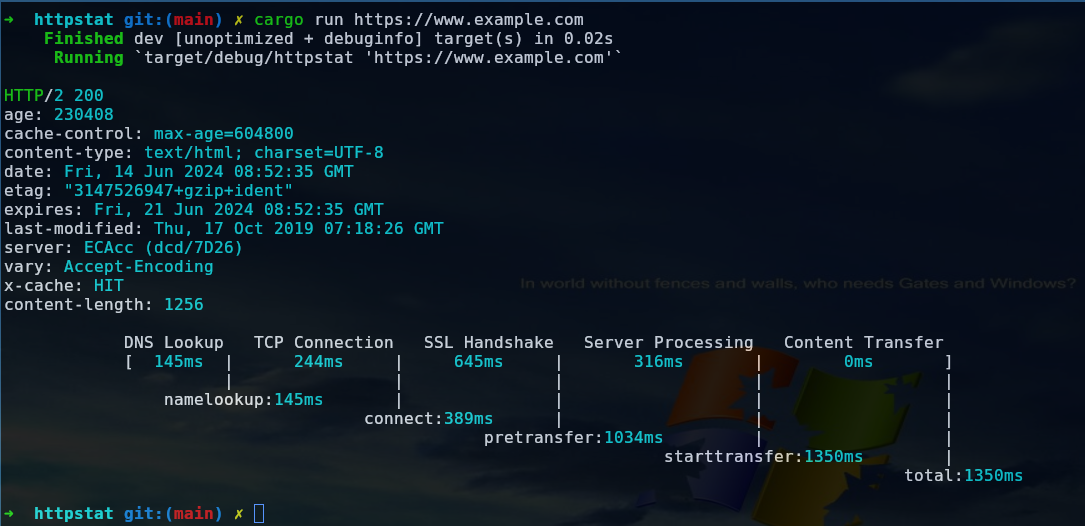 ➜ httpstat git:(main) ✗ cargo run https://www.example.com
    Finished dev [unoptimized + debuginfo] target(s) in 0.02s
     Running `target/debug/httpstat 'https://www.example.com'`
HTTP/2 200
age: 230408
cache-control: max-age=604800
content-type: text/html; charset=UTF-8
date: Fri, 14 Jun 2024 08:52:35 GMT
etag: "3147526947+gzip+ident"
expires: Fri, 21 Jun 2024 08:52:35 GMT
last-modified: Thu, 17 Oct 2019 07:18:26 GMT
server: ECAcc (dcd/7D26)
vary: Accept-Encoding
In world without fences and walls, who needs Gates and Windows?
x-cache: HIT
content-length: 1256
DNS Lookup   TCP Connection   SSL Handshake   Server Processing   Content Transfer
[  145ms  |      244ms     |     645ms     |       316ms       |        0ms       ]
namelookup:145ms
connect:389ms
pretransfer:1034ms
starttransfer:1350ms
total:1350ms
➜ httpstat git:(main) ✗